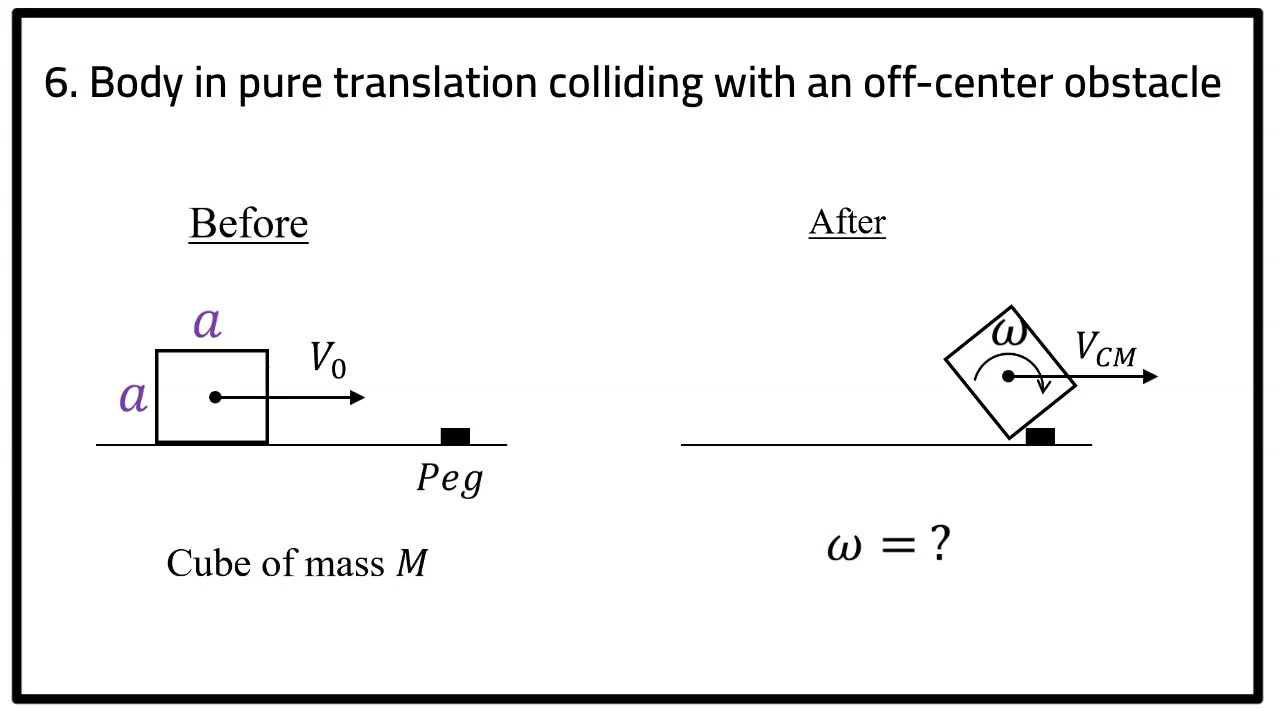 6. Body in pure translation colliding with an off-center obstacle
Before
After
a
V₀
a
Peg
ω
V_CM
Cube of mass M
ω = ?